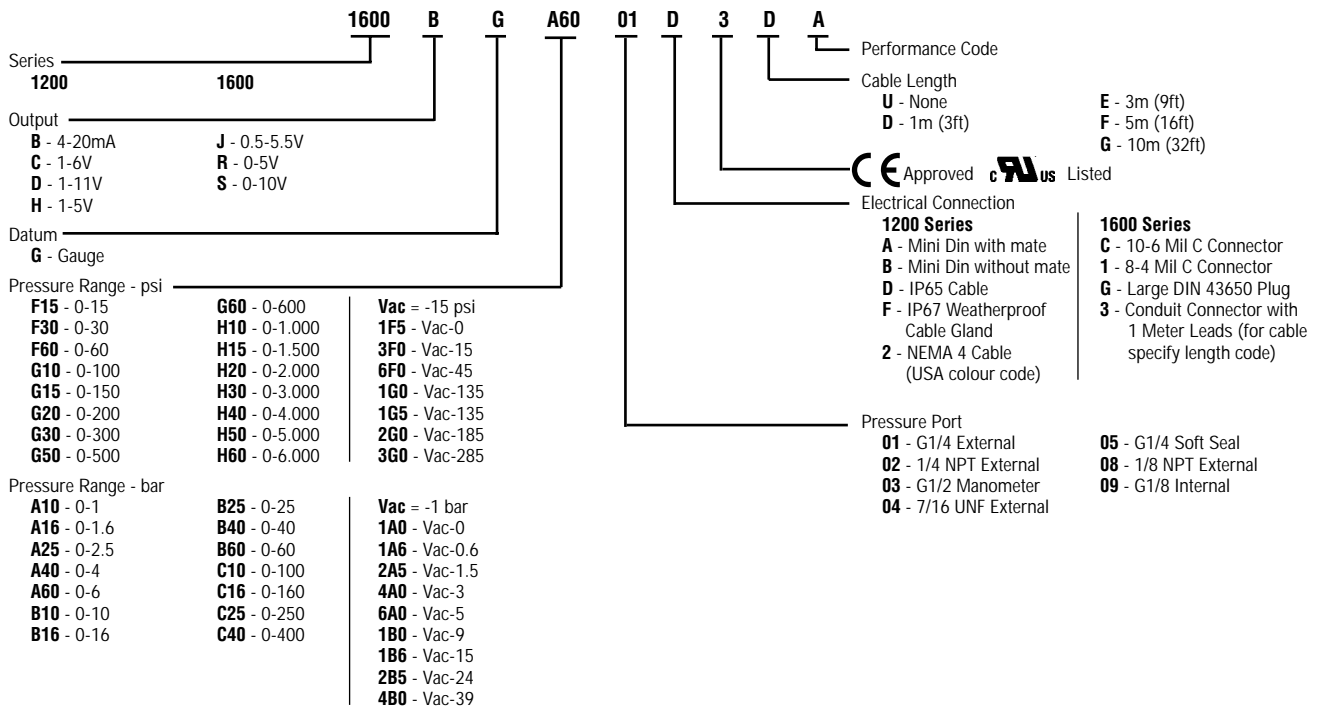 1600 B G A60 01 D 3 D A
Series
1200 1600
Output
B - 4-20mA
C - 1-6V
D - 1-11V
H - 1-5V
J - 0.5-5.5V
R - 0-5V
S - 0-10V
Datum
G - Gauge
Pressure Range - psi
F15 - 0-15
F30 - 0-30
F60 - 0-60
G10 - 0-100
G15 - 0-150
G20 - 0-200
G30 - 0-300
G50 - 0-500
G60 - 0-600
H10 - 0-1.000
H15 - 0-1.500
H20 - 0-2.000
H30 - 0-3.000
H40 - 0-4.000
H50 - 0-5.000
H60 - 0-6.000
Vac = -15 psi
1F5 - Vac-0
3F0 - Vac-15
6F0 - Vac-45
1G0 - Vac-135
1G5 - Vac-135
2G0 - Vac-185
3G0 - Vac-285
Pressure Range - bar
A10 - 0-1
A16 - 0-1.6
A25 - 0-2.5
A40 - 0-4
A60 - 0-6
B10 - 0-10
B16 - 0-16
B25 - 0-25
B40 - 0-40
B60 - 0-60
C10 - 0-100
C16 - 0-160
C25 - 0-250
C40 - 0-400
Vac = -1 bar
1A0 - Vac-0
1A6 - Vac-0.6
2A5 - Vac-1.5
4A0 - Vac-3
6A0 - Vac-5
1B0 - Vac-9
1B6 - Vac-15
2B5 - Vac-24
4B0 - Vac-39
Performance Code
Cable Length
U - None
D - 1m (3ft)
E - 3m (9ft)
F - 5m (16ft)
G - 10m (32ft)
CE Approved c RU US Listed
Electrical Connection
1200 Series
A - Mini Din with mate
B - Mini Din without mate
D - IP65 Cable
F - IP67 Weatherproof
Cable Gland
2 - NEMA 4 Cable
(USA colour code)
1600 Series
C - 10-6 Mil C Connector
1 - 8-4 Mil C Connector
G - Large DIN 43650 Plug
3 - Conduit Connector with
1 Meter Leads (for cable
specify length code)
Pressure Port
01 - G1/4 External
02 - 1/4 NPT External
03 - G1/2 Manometer
04 - 7/16 UNF External
05 - G1/4 Soft Seal
08 - 1/8 NPT External
09 - G1/8 Internal